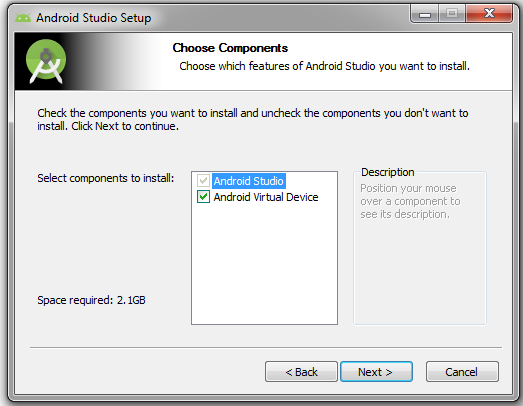 Android Studio Setup
Choose Components
Choose which features of Android Studio you want to install.
Check the components you want to install and uncheck the components you don't want to
install. Click Next to continue.
Select components to install:
Android Studio
Android Virtual Device
Description
Position your mouse
over a component to
see its description.
Space required: 2.1GB
< Back
Next >
Cancel